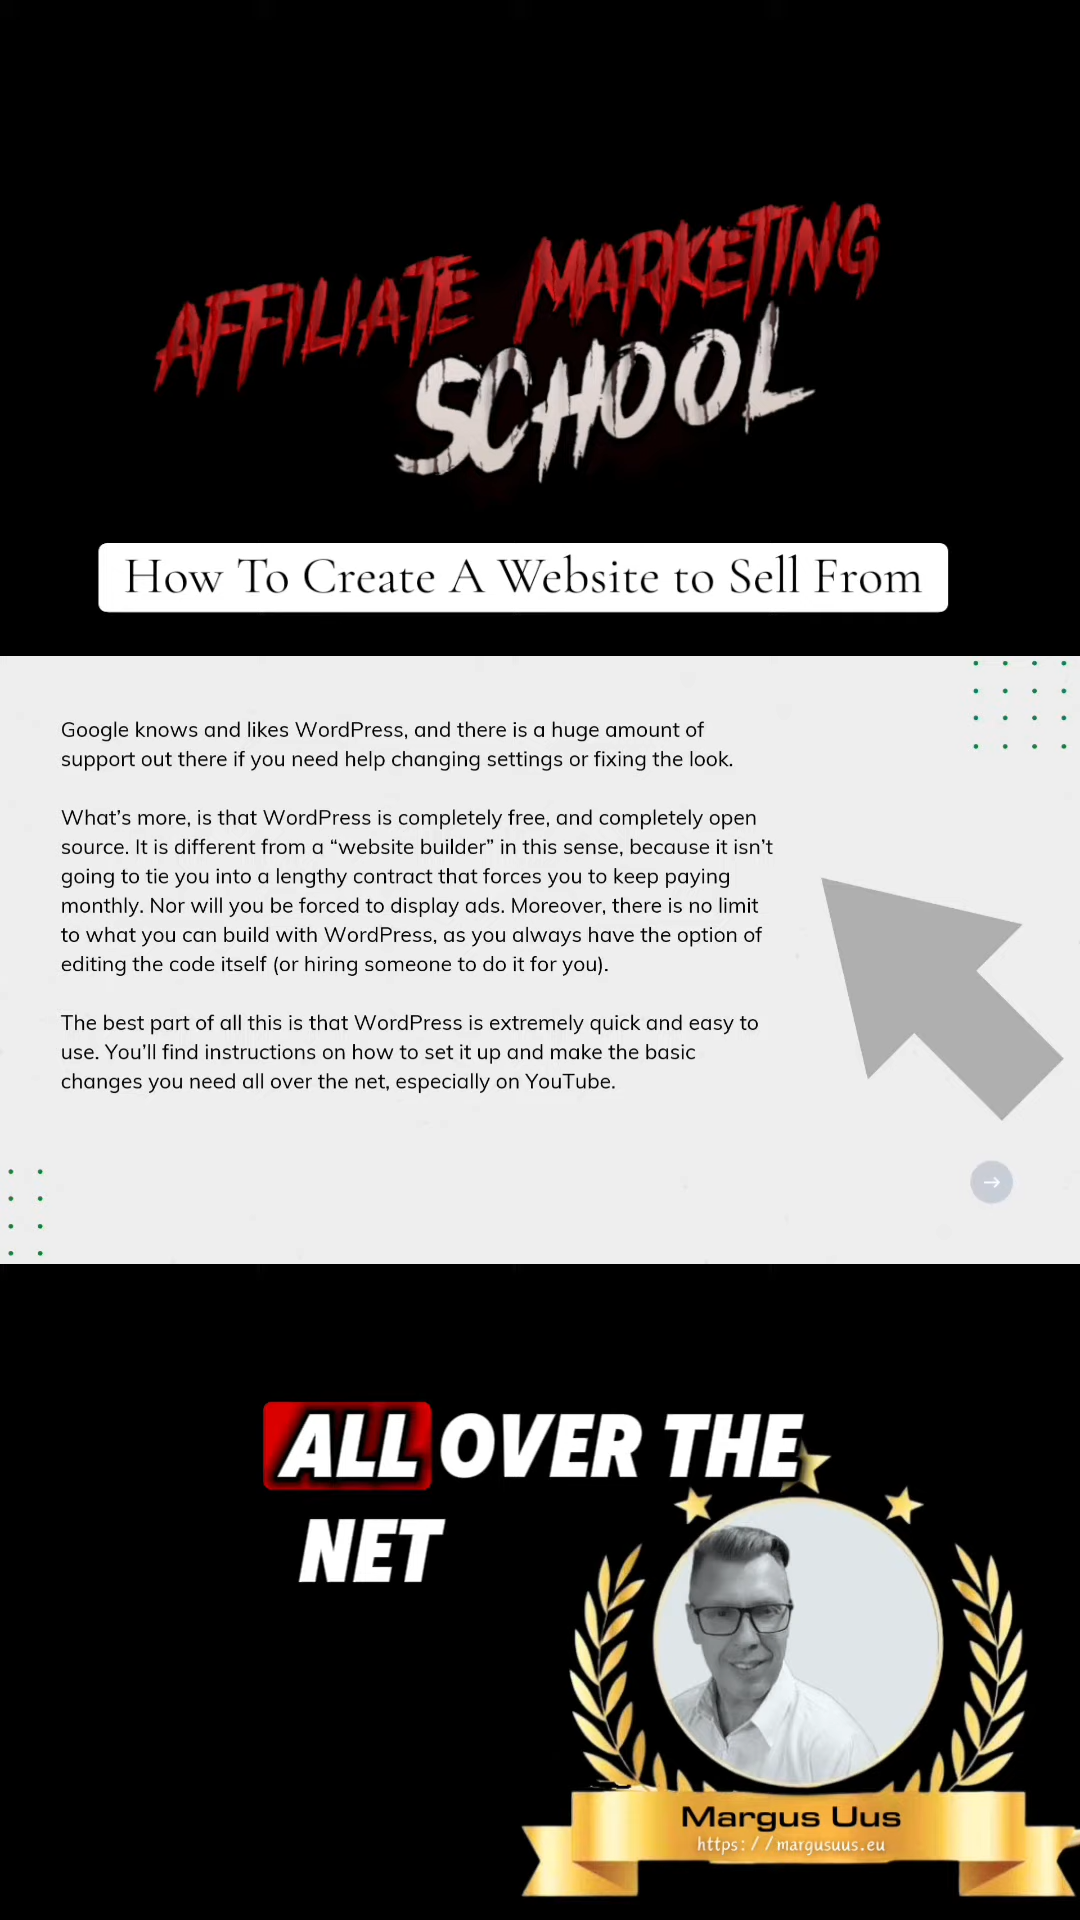 AFFILIATE MARKETING
SCHOOL
How To Create A Website to Sell From
Google knows and likes WordPress, and there is a huge amount of
support out there if you need help changing settings or fixing the look.
What’s more, is that WordPress is completely free, and completely open
source. It is different from a “website builder” in this sense, because it isn’t
going to tie you into a lengthy contract that forces you to keep paying
monthly. Nor will you be forced to display ads. Moreover, there is no limit
to what you can build with WordPress, as you always have the option of
editing the code itself (or hiring someone to do it for you).
The best part of all this is that WordPress is extremely quick and easy to
use. You’ll find instructions on how to set it up and make the basic
changes you need all over the net, especially on YouTube.
ALL OVER THE
NET
Margus Uus
https://margusuus.eu